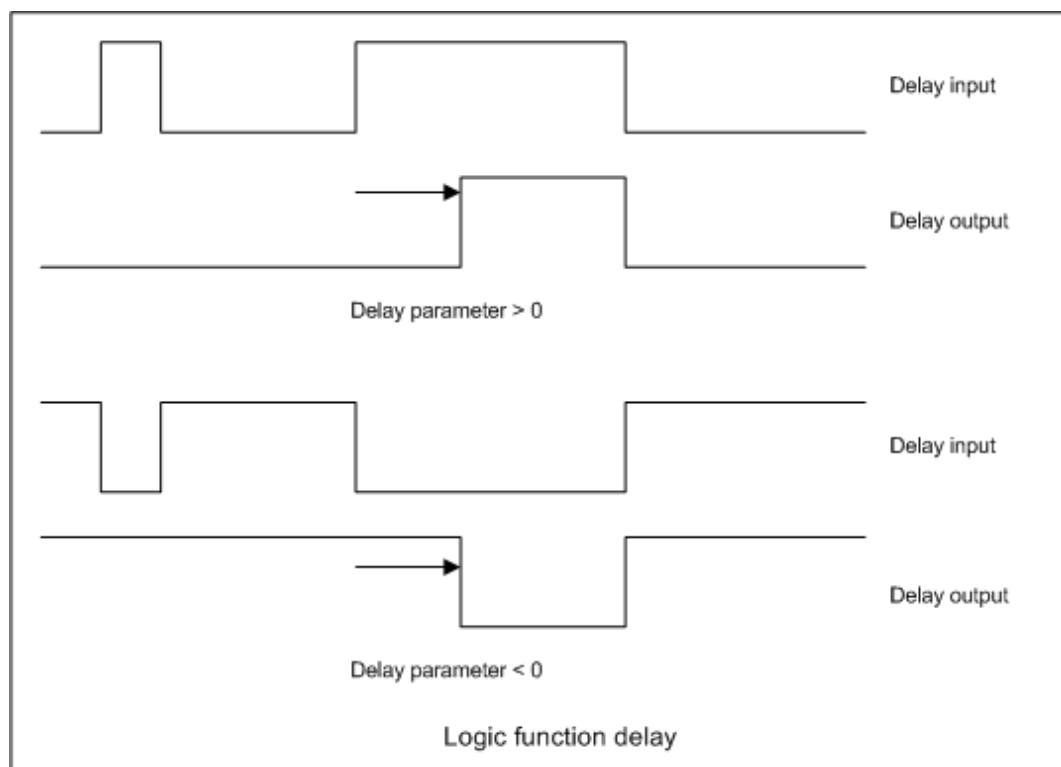 Delay input
Delay output
Delay parameter > 0
Delay input
Delay output
Delay parameter < 0
Logic function delay